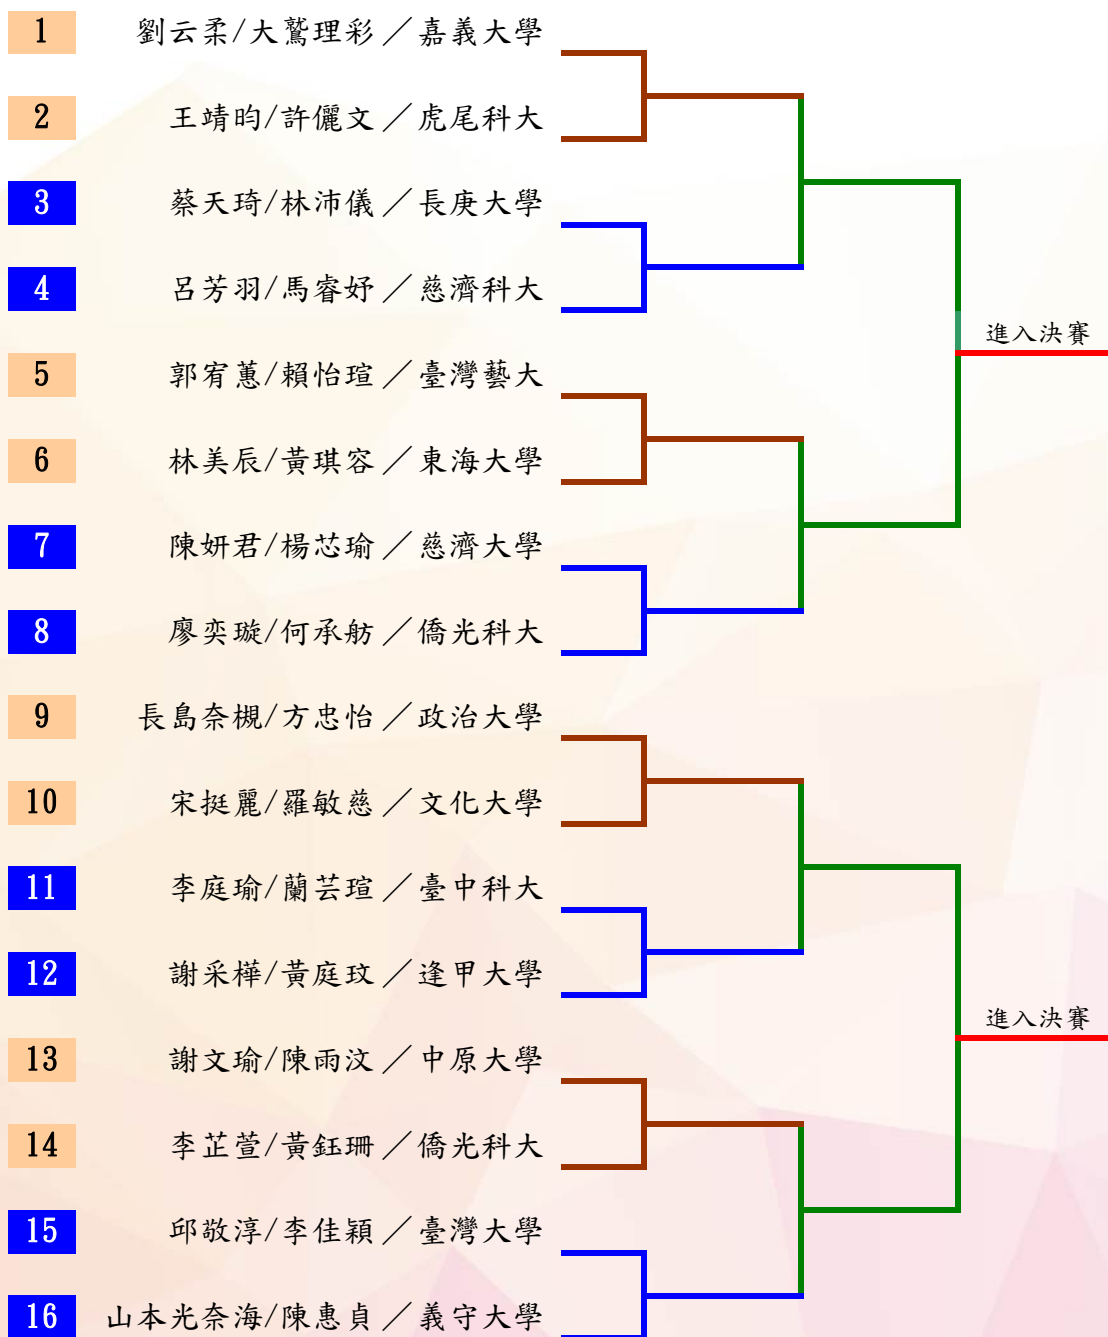 1 劉云柔/大鷲理彩／嘉義大學
2 王靖昀/許儷文／虎尾科大
3 蔡天琦/林沛儀／長庚大學
4 呂芳羽/馬睿妤／慈濟科大
進入決賽
5 郭宥蕙/賴怡瑄／臺灣藝大
6 林美辰/黃琪容／東海大學
7 陳妍君/楊芯瑜／慈濟大學
8 廖奕璇/何承舫／僑光科大
9 長島奈槻/方忠怡／政治大學
10 宋挺麗/羅敏慈／文化大學
11 李庭瑜/蘭芸瑄／臺中科大
12 謝采樺/黃庭玟／逢甲大學
進入決賽
13 謝文瑜/陳雨汶／中原大學
14 李芷萱/黃鈺珊／僑光科大
15 邱敬淳/李佳穎／臺灣大學
16 山本光奈海/陳惠貞／義守大學